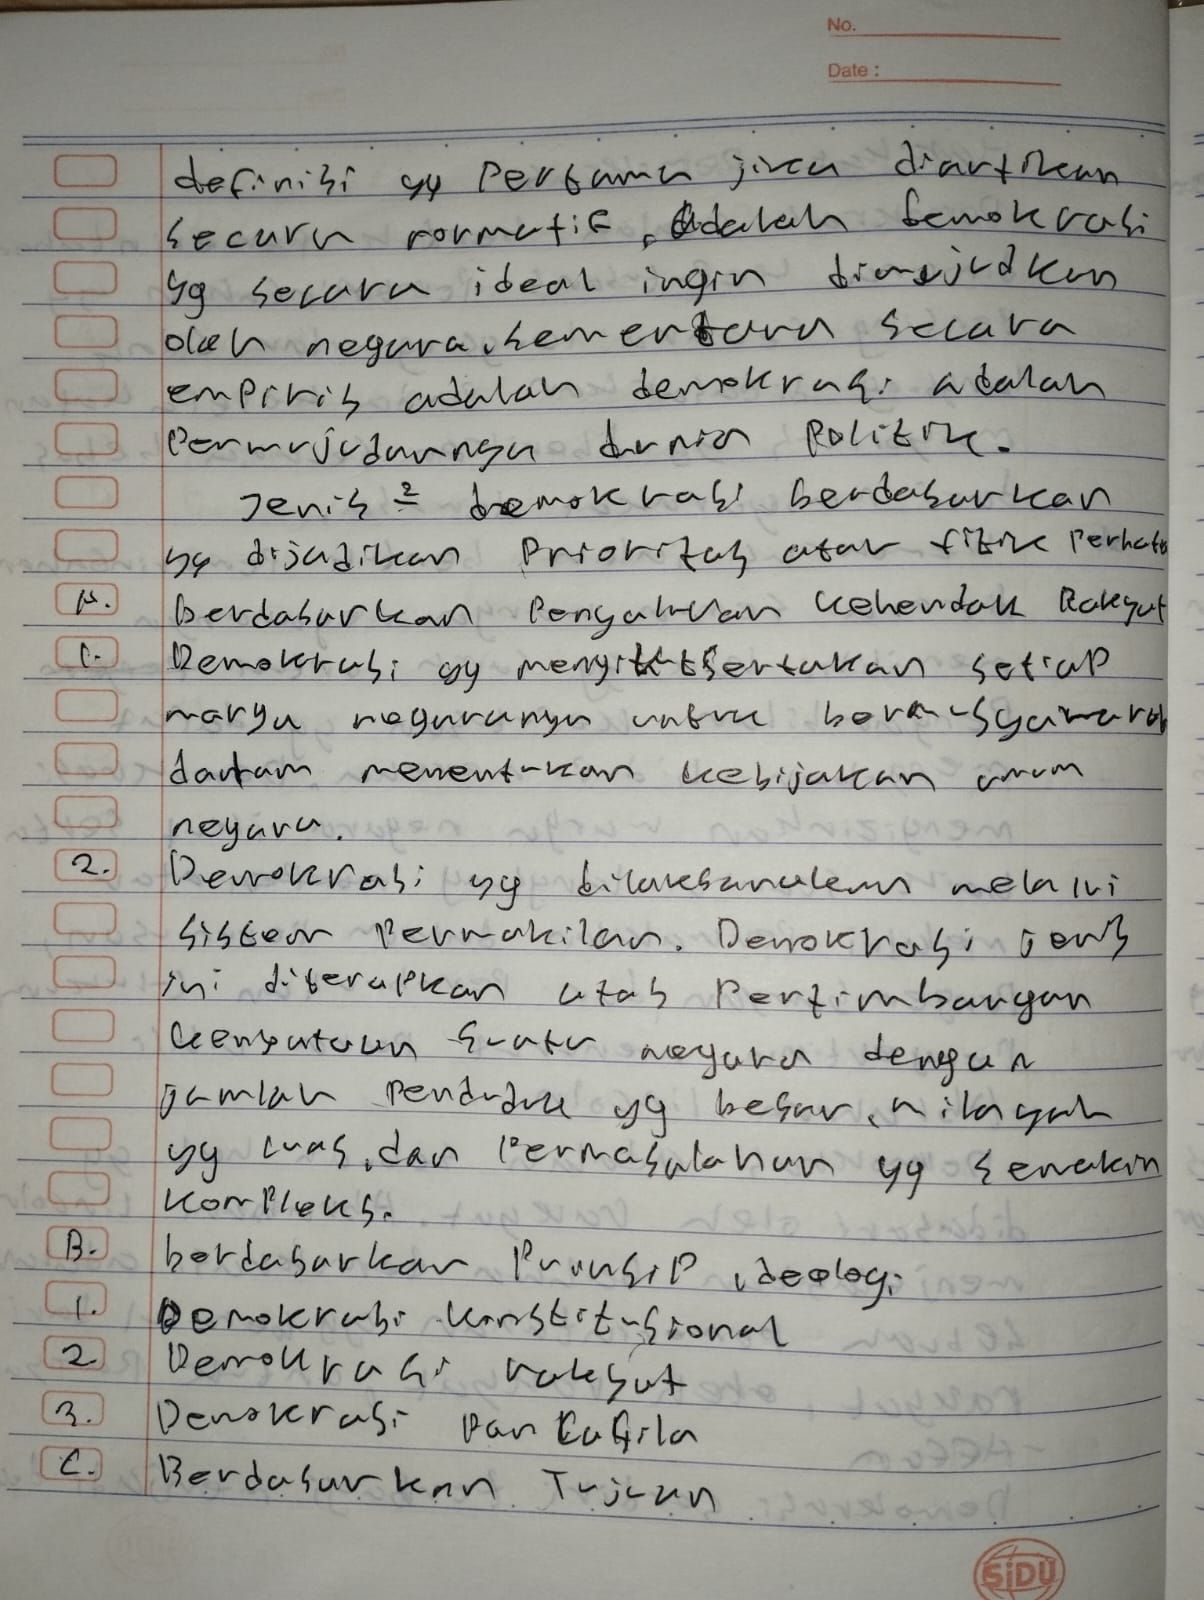 No.
Date :
definisi yg Pertama jika diartikan
secara normatif, Adalah Demokrasi
yg secara ideal ingin diwujudkan
oleh negara, sementara secara
empiris adalah demokrasi adalah
Perwujudannya dunia Politik.
Jenis² demokrasi berdasarkan
yg dijadikan Prioritas atau titik Perhati
A. berdasarkan Penyaluran kehendak Rakyat
1. Demokrasi yg mengikutsertakan setiap
warga negaranya untuk bermusyawarah
dalam menentukan kebijakan umum
negara.
2. Demokrasi yg dilaksanakan melalui
sistem Perwakilan. Demokrasi jenis
ini diterapkan atas Pertimbangan
kenyataan suatu negara dengan
jumlah Penduduk yg besar, wilayah
yg luas, dan Permasalahan yg semakin
kompleks.
B. berdasarkan Prinsip ideologi
1. Demokrasi konstitusional
2. Demokrasi rakyat
3. Demokrasi Pancasila
C. Berdasarkan Tujuan
SiDU